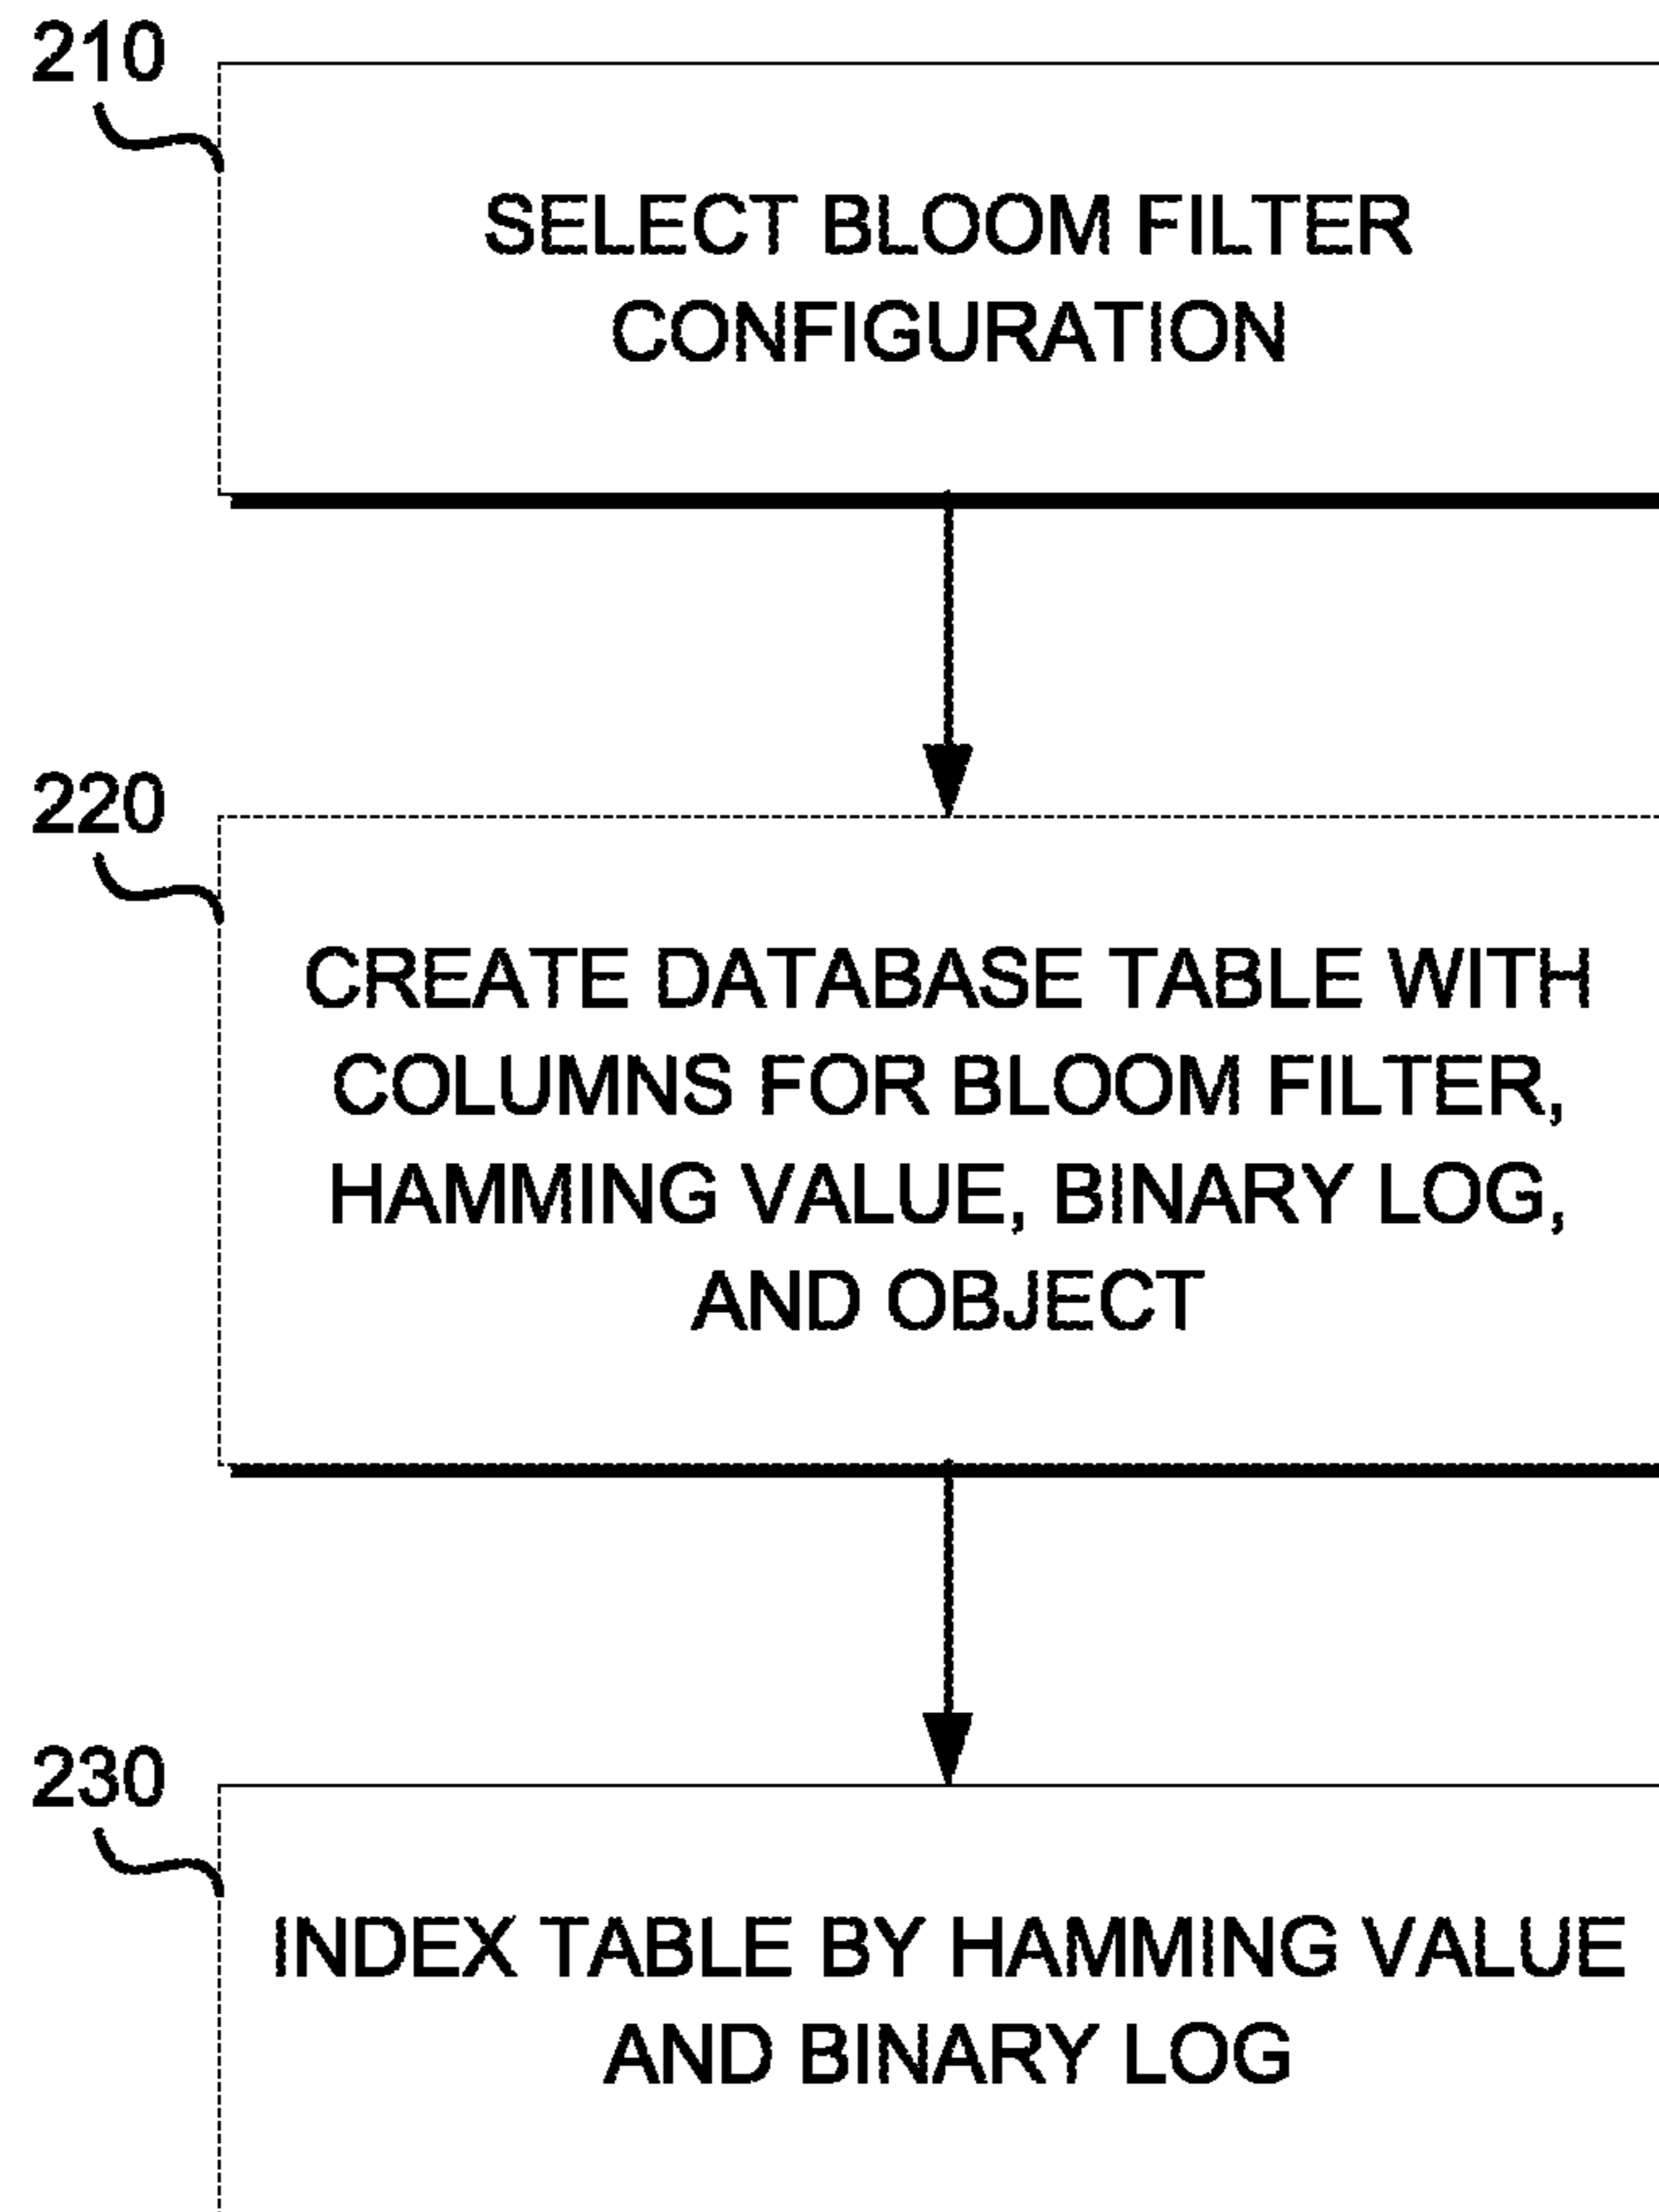 210
SELECT BLOOM FILTER
CONFIGURATION
220
CREATE DATABASE TABLE WITH
COLUMNS FOR BLOOM FILTER,
HAMMING VALUE, BINARY LOG,
AND OBJECT
230
INDEX TABLE BY HAMMING VALUE
AND BINARY LOG